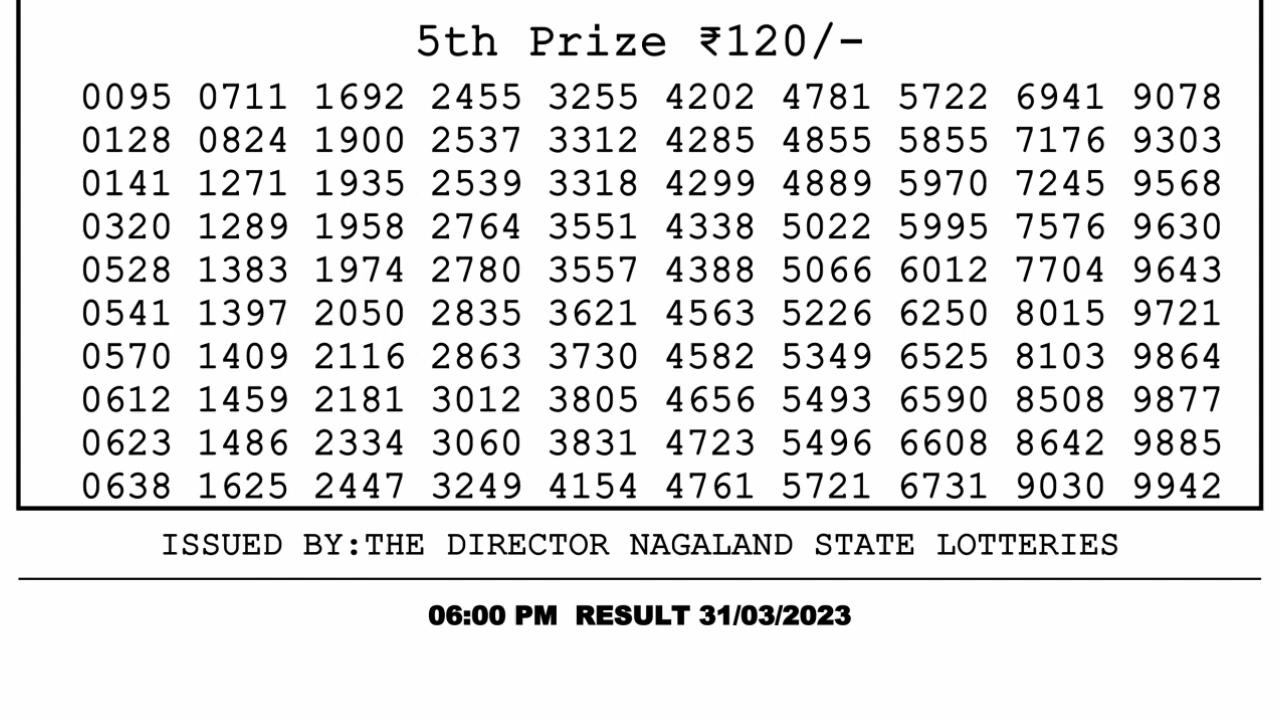 5th Prize ₹120/-
0095 0711 1692 2455 3255 4202 4781 5722 6941 9078
0128 0824 1900 2537 3312 4285 4855 5855 7176 9303
0141 1271 1935 2539 3318 4299 4889 5970 7245 9568
0320 1289 1958 2764 3551 4338 5022 5995 7576 9630
0528 1383 1974 2780 3557 4388 5066 6012 7704 9643
0541 1397 2050 2835 3621 4563 5226 6250 8015 9721
0570 1409 2116 2863 3730 4582 5349 6525 8103 9864
0612 1459 2181 3012 3805 4656 5493 6590 8508 9877
0623 1486 2334 3060 3831 4723 5496 6608 8642 9885
0638 1625 2447 3249 4154 4761 5721 6731 9030 9942
ISSUED BY:THE DIRECTOR NAGALAND STATE LOTTERIES
06:00 PM RESULT 31/03/2023